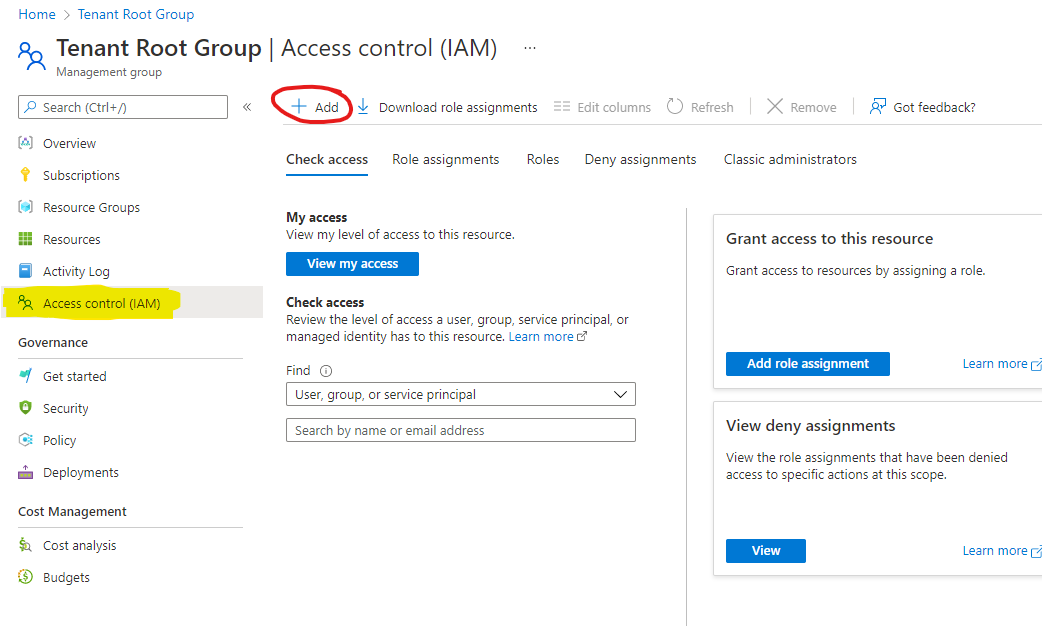 Home > Tenant Root Group
Tenant Root Group | Access control (IAM) ...
Management group
Search (Ctrl+/)
«
Overview
Subscriptions
Resource Groups
Resources
Activity Log
Access control (IAM)
Governance
Get started
Security
Policy
Deployments
Cost Management
Cost analysis
Budgets
+ Add Download role assignments Edit columns Refresh Remove Got feedback?
Check access Role assignments Roles Deny assignments Classic administrators
My access
View my level of access to this resource.
View my access
Check access
Review the level of access a user, group, service principal, or
managed identity has to this resource. Learn more
Find
User, group, or service principal
Search by name or email address
Grant access to this resource
Grant access to resources by assigning a role.
Add role assignment Learn more
View deny assignments
View the role assignments that have been denied
access to specific actions at this scope.
View Learn more